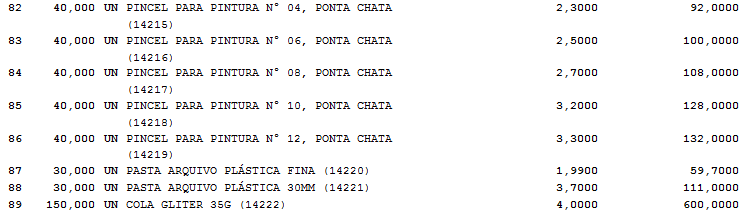 82 40,000 UN PINCEL PARA PINTURA N° 04, PONTA CHATA 2,3000 92,0000
(14215)
83 40,000 UN PINCEL PARA PINTURA N° 06, PONTA CHATA 2,5000 100,0000
(14216)
84 40,000 UN PINCEL PARA PINTURA N° 08, PONTA CHATA 2,7000 108,0000
(14217)
85 40,000 UN PINCEL PARA PINTURA N° 10, PONTA CHATA 3,2000 128,0000
(14218)
86 40,000 UN PINCEL PARA PINTURA N° 12, PONTA CHATA 3,3000 132,0000
(14219)
87 30,000 UN PASTA ARQUIVO PLÁSTICA FINA (14220) 1,9900 59,7000
88 30,000 UN PASTA ARQUIVO PLÁSTICA 30MM (14221) 3,7000 111,0000
89 150,000 UN COLA GLITER 35G (14222) 4,0000 600,0000